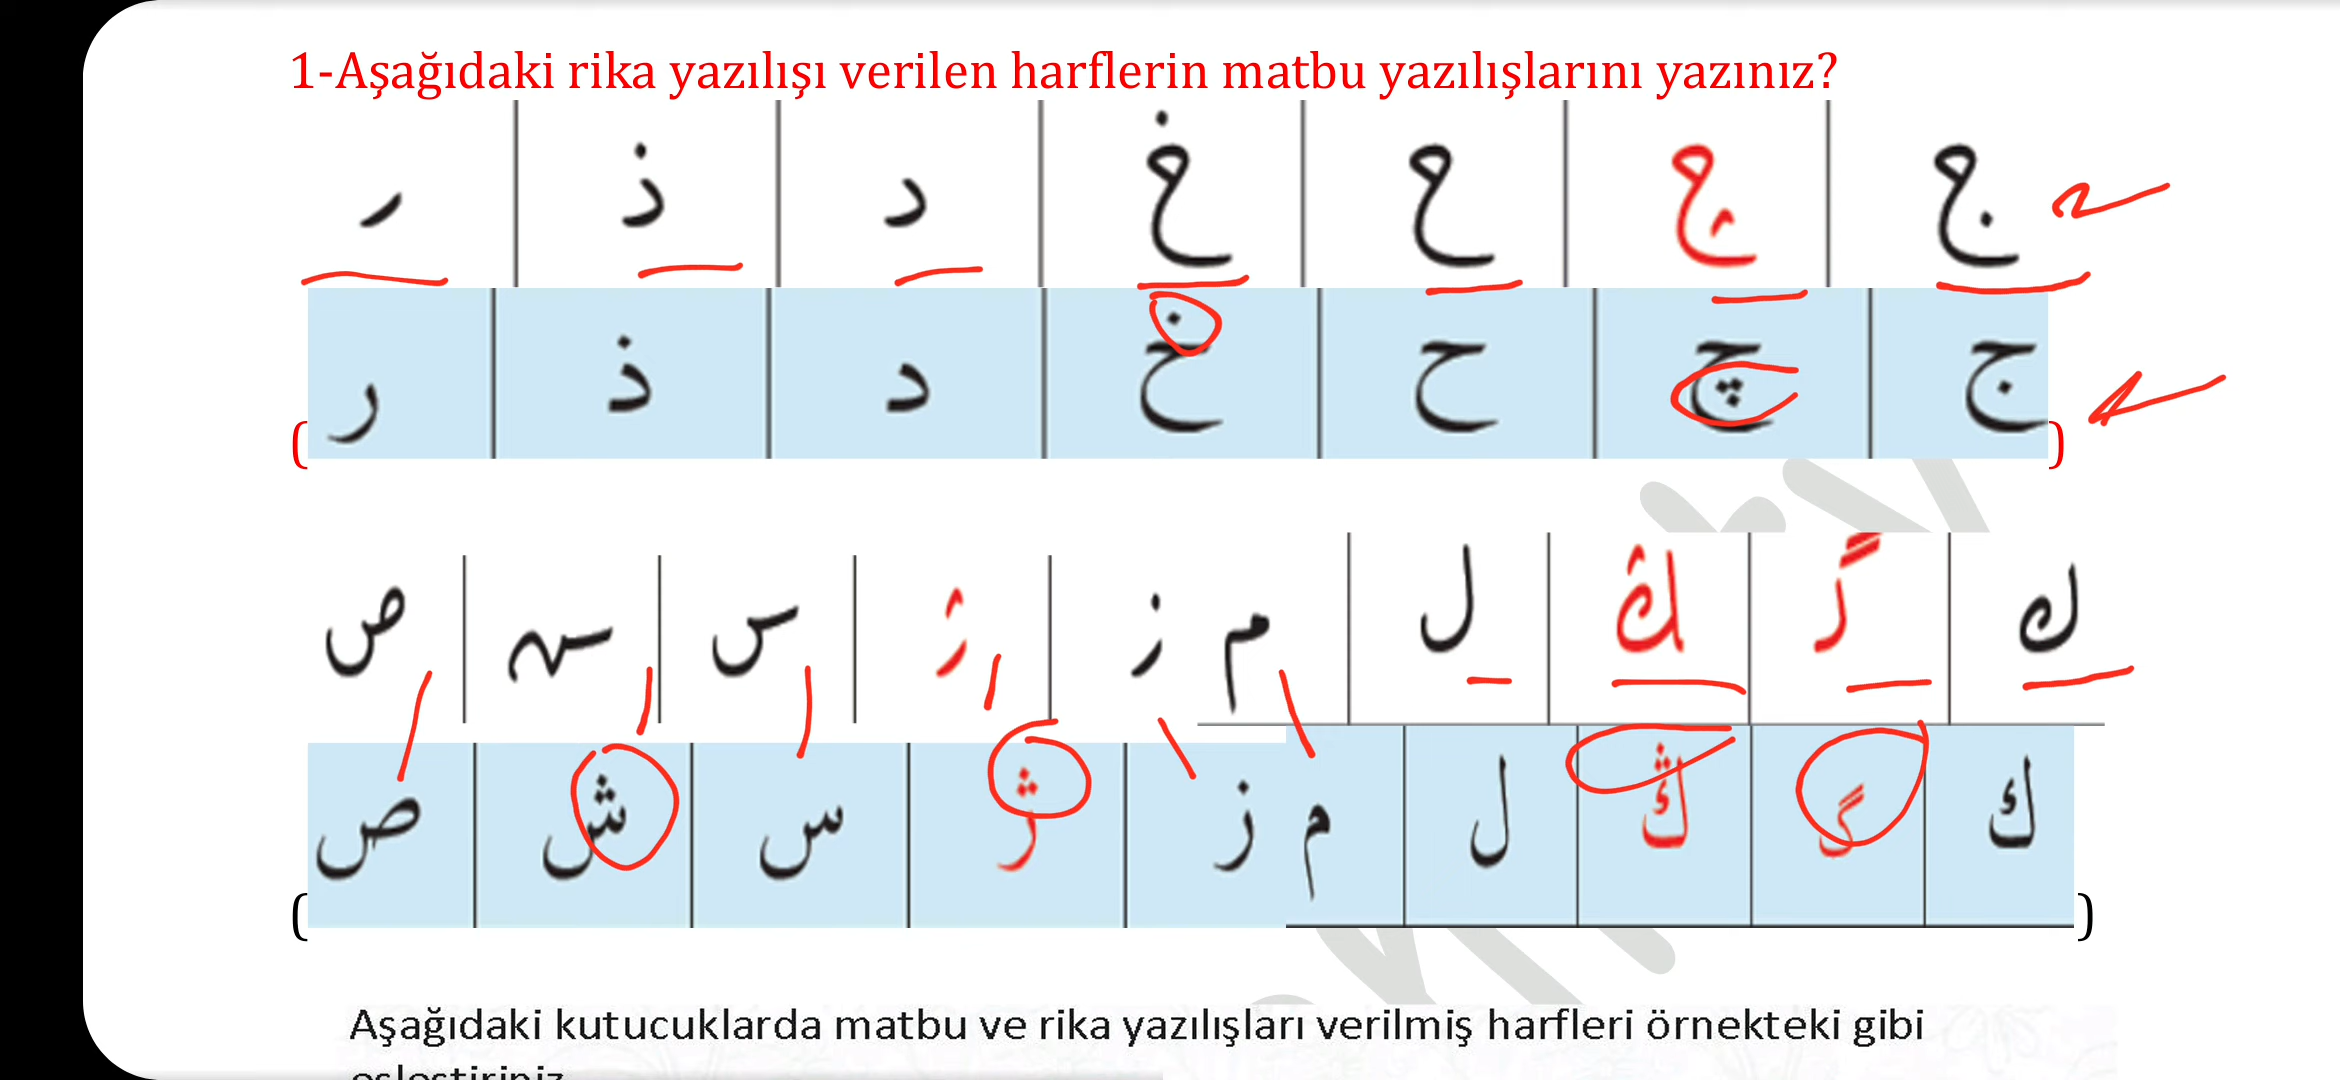 1-Aşağıdaki rika yazılışı verilen harflerin matbu yazılışlarını yazınız?
ج چ ح خ د ذ ر
(ج چ ح خ د ذ ر)
ك گ ڭ ل م ز ژ س ش ص
(ك گ ڭ ل م ز ژ س ش ص)
Aşağıdaki kutucuklarda matbu ve rika yazılışları verilmiş harfleri örnekteki gibi